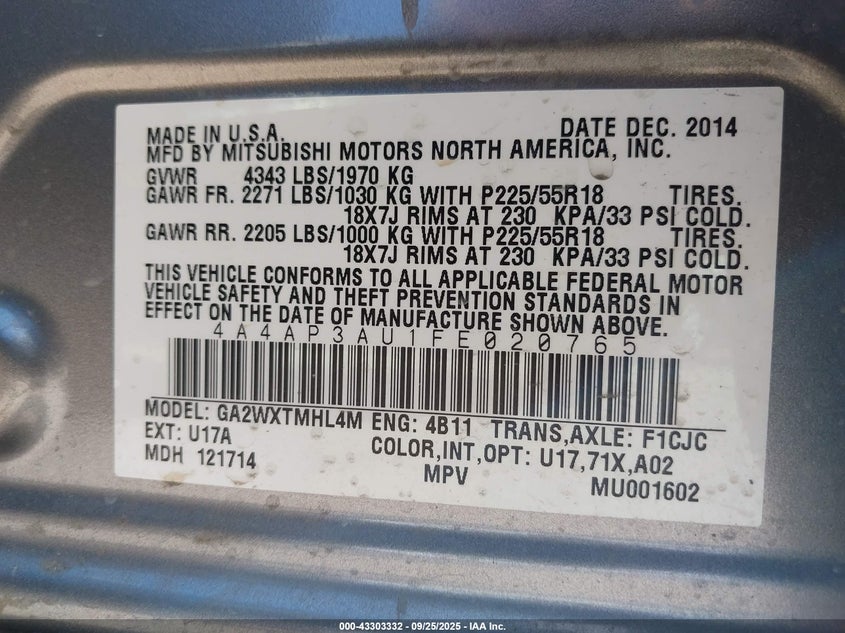 MADE IN U.S.A. DATE DEC. 2014
MFD BY MITSUBISHI MOTORS NORTH AMERICA, INC.
GVWR 4343 LBS/1970 KG
GAWR FR. 2271 LBS/1030 KG WITH P225/55R18 TIRES.
18X7J RIMS AT 230 KPA/33 PSI COLD.
GAWR RR. 2205 LBS/1000 KG WITH P225/55R18 TIRES.
18X7J RIMS AT 230 KPA/33 PSI COLD.
THIS VEHICLE CONFORMS TO ALL APPLICABLE FEDERAL MOTOR
VEHICLE SAFETY AND THEFT PREVENTION STANDARDS IN
EFFECT ON THE DATE OF MANUFACTURE SHOWN ABOVE.
4A4AP3AU1FE020765
MODEL: GA2WXTMHL4M ENG: 4B11 TRANS,AXLE: F1CJC
EXT: U17A COLOR,INT,OPT: U17,71X,A02
MDH 121714 MPV MU001602
000-43303332 - 09/25/2025 - IAA Inc.